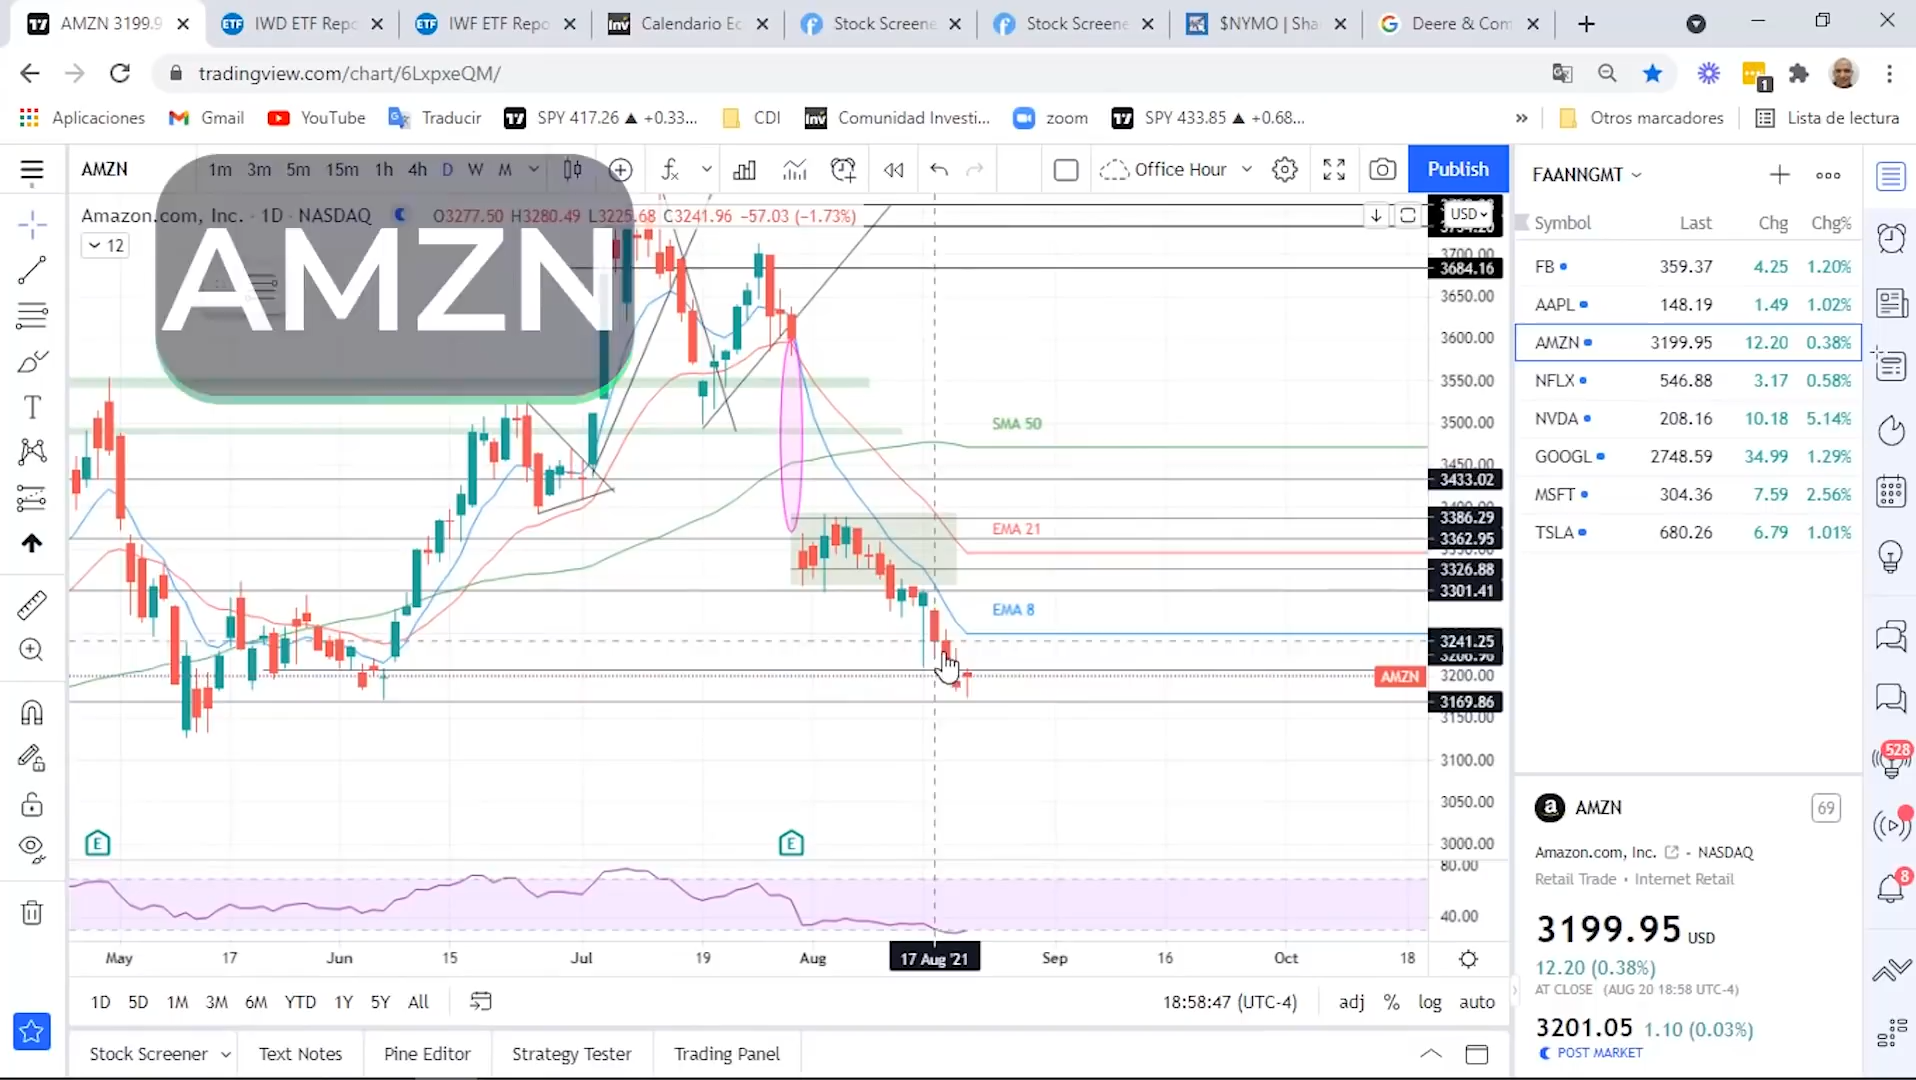 AMZN 3199.9
IWD ETF Repo
IWF ETF Repo
Calendario Ec
Stock Screene
Stock Screene
$NYMO | Sha
Deere & Com
tradingview.com/chart/6LxpxeQM/
1
Aplicaciones
Gmail
YouTube
Traducir
SPY 417.26 ▲ +0.33...
CDI
Comunidad Investi...
zoom
SPY 433.85 ▲ +0.68...
»
Otros marcadores
Lista de lectura
AMZN
1m 3m 5m 15m 1h 4h D W M
Office Hour
Publish
Amazon.com, Inc. · 1D · NASDAQ
O3277.50 H3280.49 L3225.68 C3241.96 −57.03 (−1.73%)
12
AMZN
USD
3700.00
3684.16
3650.00
3600.00
3550.00
3500.00
3450.00
3433.02
3386.29
3362.95
3326.88
3301.41
3241.25
3200.00
3169.86
3150.00
3100.00
3050.00
3000.00
80.00
40.00
SMA 50
EMA 21
EMA 8
AMZN
E
E
May 17 Jun 15 Jul 19 Aug 17 Aug '21 Sep 16 Oct 18
1D 5D 1M 3M 6M YTD 1Y 5Y All
18:58:47 (UTC-4)
adj % log auto
Stock Screener
Text Notes
Pine Editor
Strategy Tester
Trading Panel
FAANNGMT
Symbol Last Chg Chg%
FB 359.37 4.25 1.20%
AAPL 148.19 1.49 1.02%
AMZN 3199.95 12.20 0.38%
NFLX 546.88 3.17 0.58%
NVDA 208.16 10.18 5.14%
GOOGL 2748.59 34.99 1.29%
MSFT 304.36 7.59 2.56%
TSLA 680.26 6.79 1.01%
AMZN
69
Amazon.com, Inc. - NASDAQ
Retail Trade • Internet Retail
3199.95 USD
12.20 (0.38%)
AT CLOSE (AUG 20 18:58 UTC-4)
3201.05 1.10 (0.03%)
POST MARKET
528
8